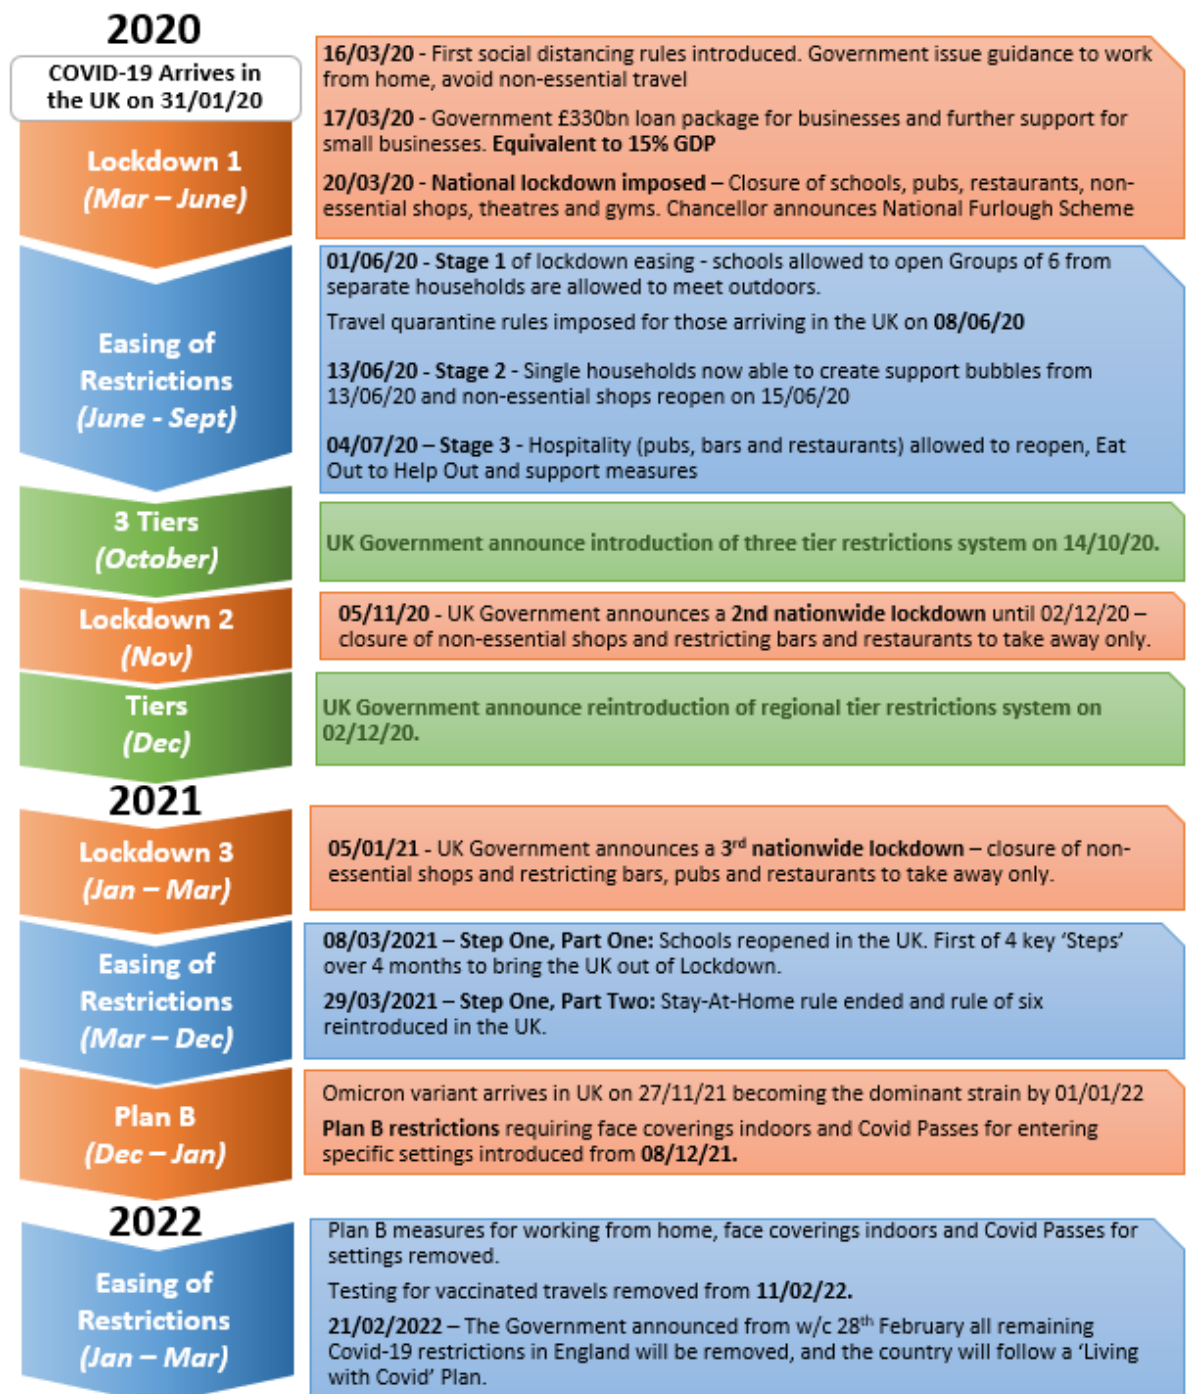 2020
COVID-19 Arrives in
the UK on 31/01/20
Lockdown 1
(Mar – June)
16/03/20 - First social distancing rules introduced. Government issue guidance to work
from home, avoid non-essential travel
17/03/20 - Government £330bn loan package for businesses and further support for
small businesses. Equivalent to 15% GDP
20/03/20 - National lockdown imposed – Closure of schools, pubs, restaurants, non-
essential shops, theatres and gyms. Chancellor announces National Furlough Scheme
Easing of
Restrictions
(June - Sept)
01/06/20 - Stage 1 of lockdown easing - schools allowed to open Groups of 6 from
separate households are allowed to meet outdoors.
Travel quarantine rules imposed for those arriving in the UK on 08/06/20
13/06/20 - Stage 2 - Single households now able to create support bubbles from
13/06/20 and non-essential shops reopen on 15/06/20
04/07/20 – Stage 3 - Hospitality (pubs, bars and restaurants) allowed to reopen, Eat
Out to Help Out and support measures
3 Tiers
(October)
UK Government announce introduction of three tier restrictions system on 14/10/20.
Lockdown 2
(Nov)
05/11/20 - UK Government announces a 2nd nationwide lockdown until 02/12/20 –
closure of non-essential shops and restricting bars and restaurants to take away only.
Tiers
(Dec)
UK Government announce reintroduction of regional tier restrictions system on
02/12/20.
2021
Lockdown 3
(Jan – Mar)
05/01/21 - UK Government announces a 3rd nationwide lockdown – closure of non-
essential shops and restricting bars, pubs and restaurants to take away only.
Easing of
Restrictions
(Mar – Dec)
08/03/2021 – Step One, Part One: Schools reopened in the UK. First of 4 key ‘Steps’
over 4 months to bring the UK out of Lockdown.
29/03/2021 – Step One, Part Two: Stay-At-Home rule ended and rule of six
reintroduced in the UK.
Plan B
(Dec – Jan)
Omicron variant arrives in UK on 27/11/21 becoming the dominant strain by 01/01/22
Plan B restrictions requiring face coverings indoors and Covid Passes for entering
specific settings introduced from 08/12/21.
2022
Easing of
Restrictions
(Jan – Mar)
Plan B measures for working from home, face coverings indoors and Covid Passes for
settings removed.
Testing for vaccinated travels removed from 11/02/22.
21/02/2022 – The Government announced from w/c 28th February all remaining
Covid-19 restrictions in England will be removed, and the country will follow a ‘Living
with Covid’ Plan.